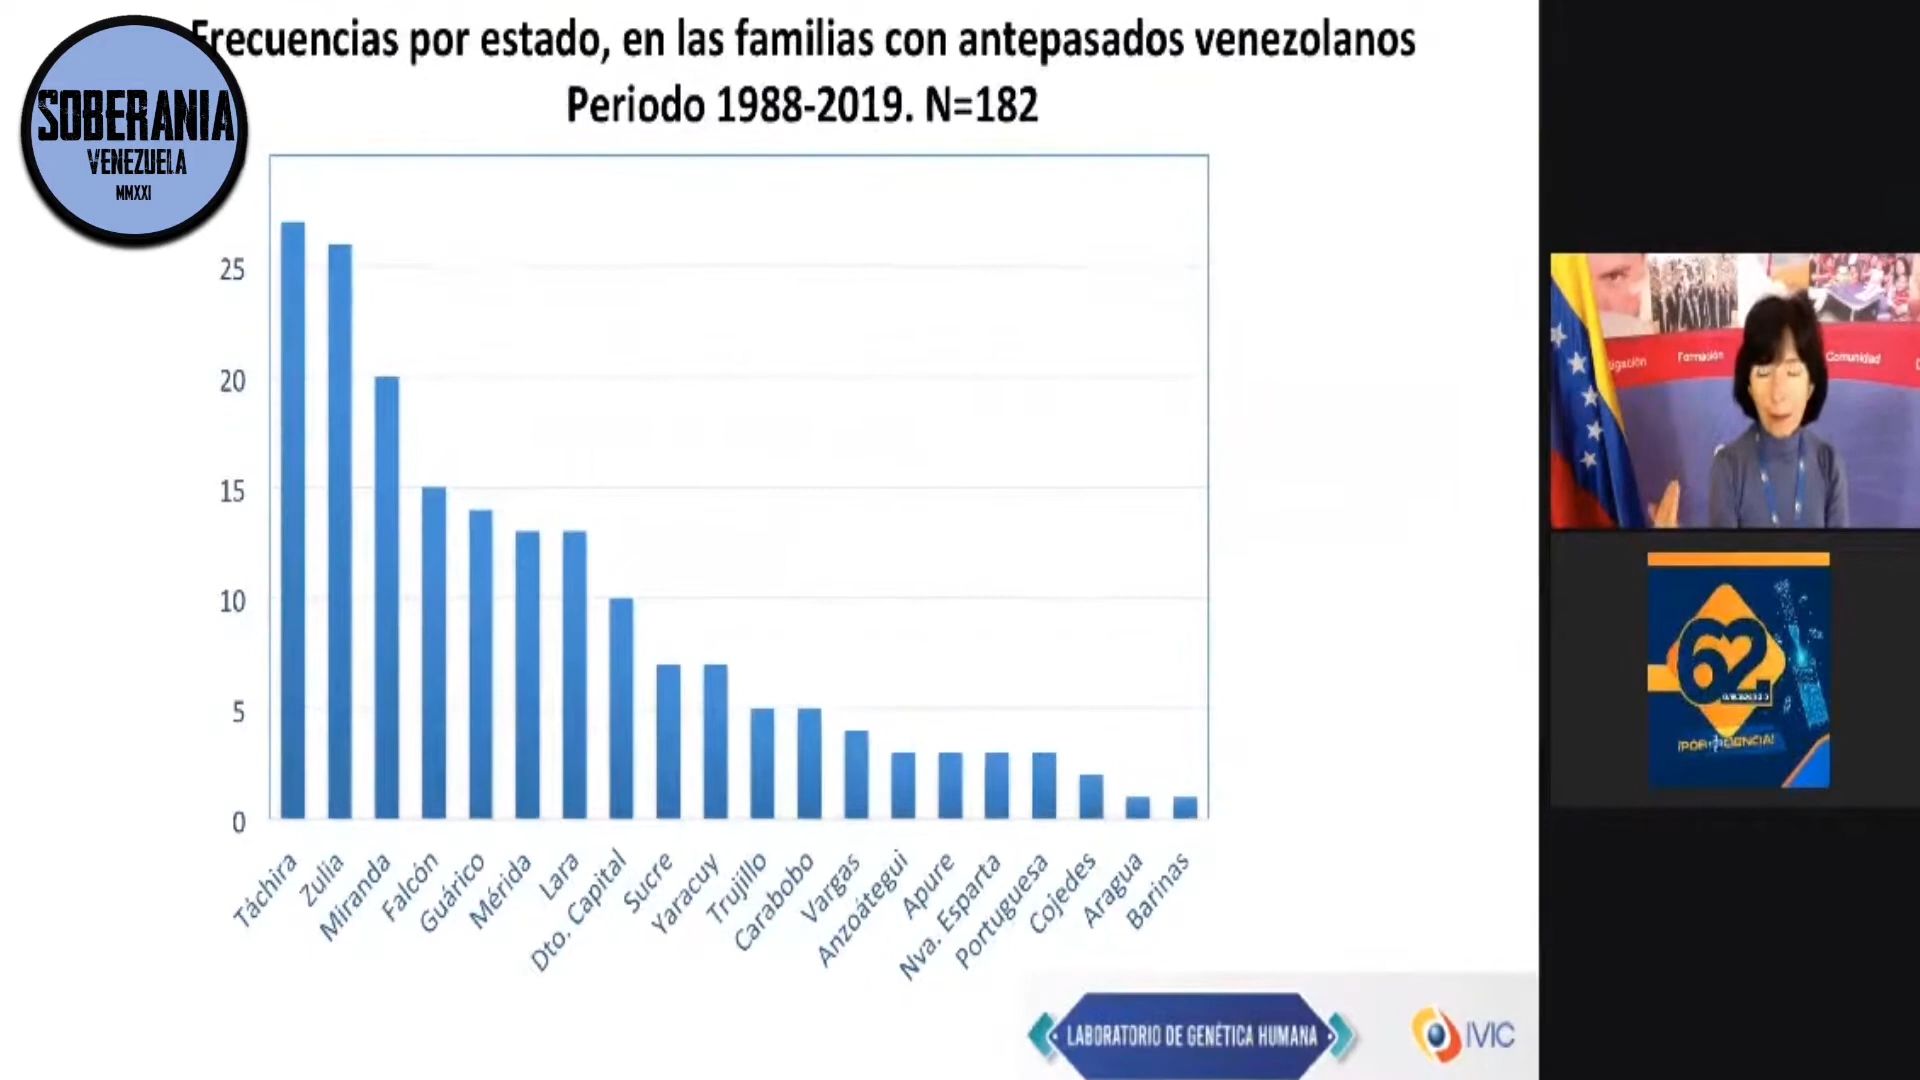 Frecuencias por estado, en las familias con antepasados venezolanos
Periodo 1988-2019. N=182
SOBERANIA
VENEZUELA
MMXXI
25
20
15
10
5
0
Táchira
Zulia
Miranda
Falcón
Guárico
Mérida
Lara
Dto. Capital
Sucre
Yaracuy
Trujillo
Carabobo
Vargas
Anzoátegui
Apure
Nva. Esparta
Portuguesa
Cojedes
Aragua
Barinas
LABORATORIO DE GENÉTICA HUMANA
IVIC
Formación
Comunidad
62